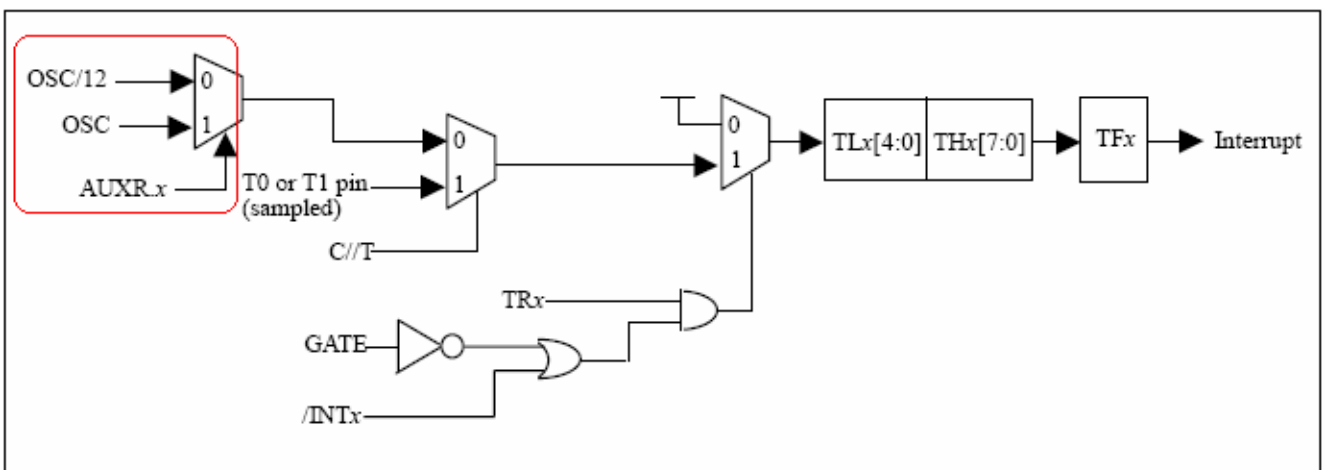 OSC/12
0
OSC
1
AUXR.x
0
T0 or T1 pin
1
(sampled)
C//T
0
1
TLx[4:0]
THx[7:0]
TFx
Interrupt
TRx
GATE
/INTx